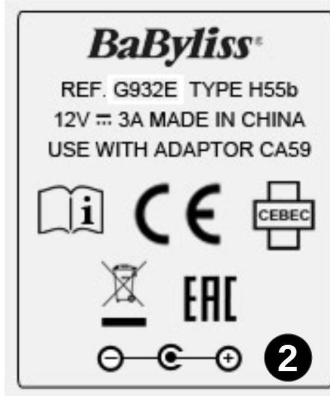 BaByliss®
REF. G932E TYPE H55b
12V ⎓ 3A MADE IN CHINA
USE WITH ADAPTOR CA59
i CE CEBEC
EAC
2